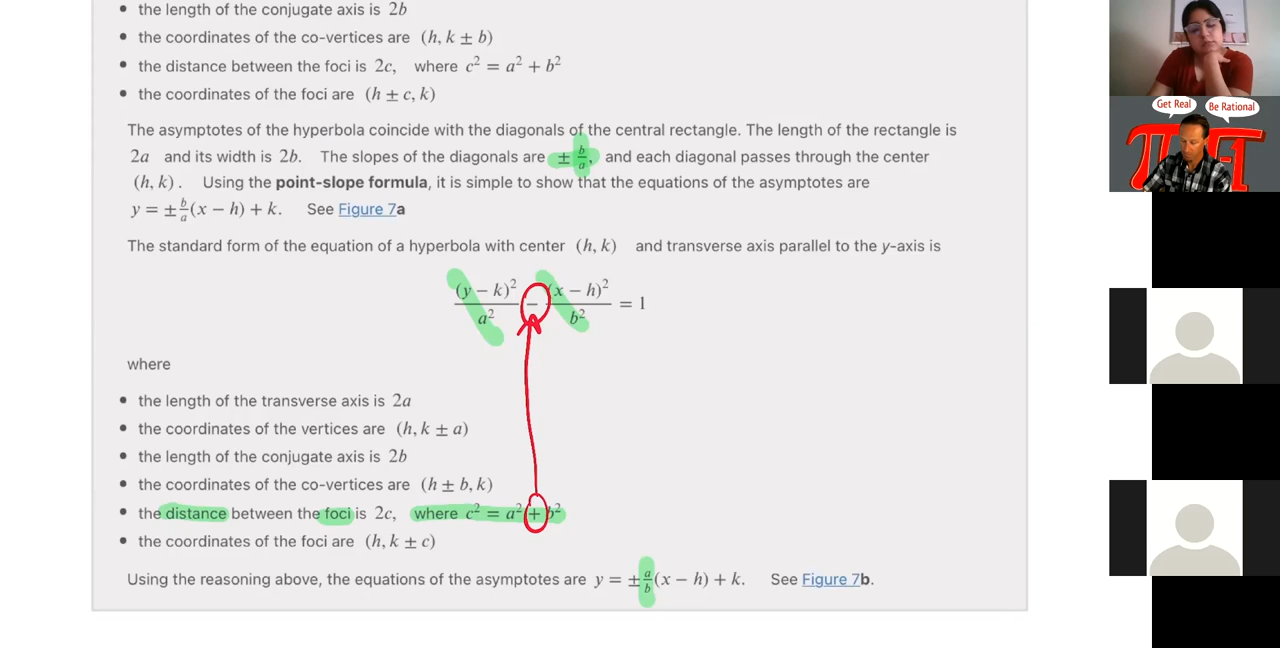 the length of the conjugate axis is 2b
the coordinates of the co-vertices are (h, k ± b)
the distance between the foci is 2c, where c² = a² + b²
the coordinates of the foci are (h ± c, k)
The asymptotes of the hyperbola coincide with the diagonals of the central rectangle. The length of the rectangle is
2a and its width is 2b. The slopes of the diagonals are ± b/a, and each diagonal passes through the center
(h, k). Using the point-slope formula, it is simple to show that the equations of the asymptotes are
y = ± b/a (x − h) + k. See Figure 7a
The standard form of the equation of a hyperbola with center (h, k) and transverse axis parallel to the y-axis is
(y − k)²/a² − (x − h)²/b² = 1
where
the length of the transverse axis is 2a
the coordinates of the vertices are (h, k ± a)
the length of the conjugate axis is 2b
the coordinates of the co-vertices are (h ± b, k)
the distance between the foci is 2c, where c² = a² + b²
the coordinates of the foci are (h, k ± c)
Using the reasoning above, the equations of the asymptotes are y = ± a/b (x − h) + k. See Figure 7b.
Get Real
Be Rational